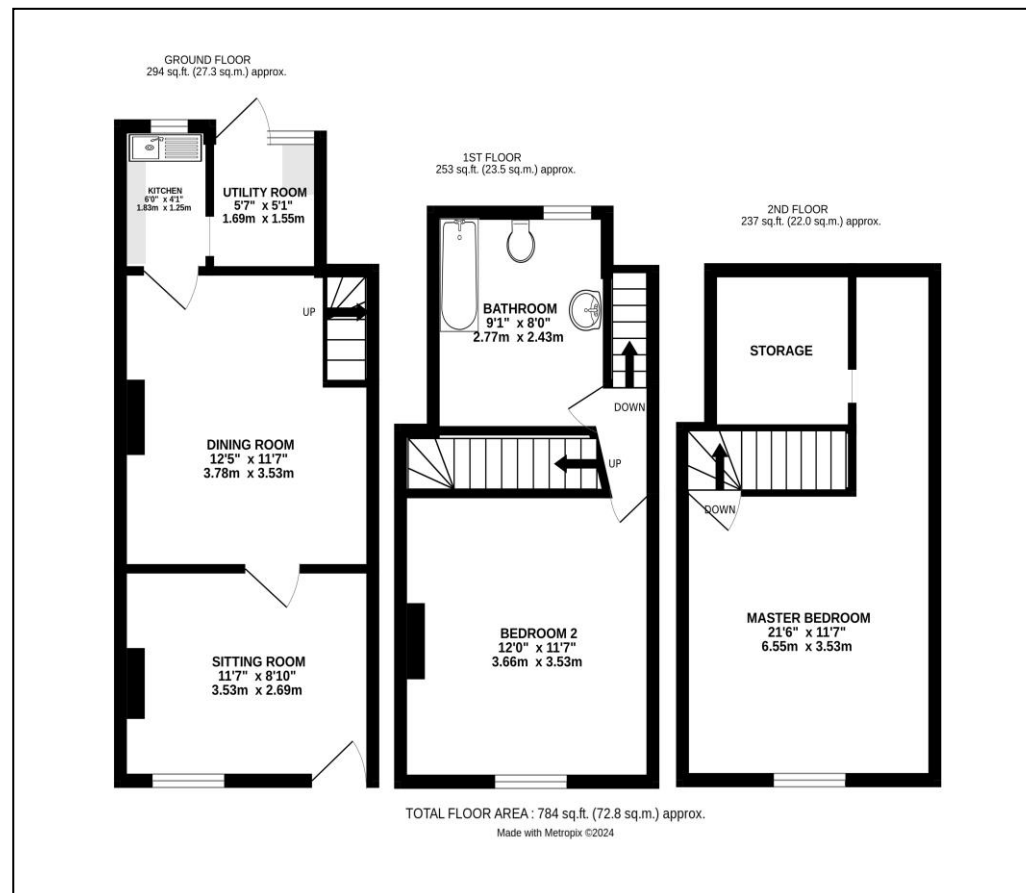 GROUND FLOOR
294 sq.ft. (27.3 sq.m.) approx.
KITCHEN
6'0" x 4'1"
1.83m x 1.25m
UTILITY ROOM
5'7" x 5'1"
1.69m x 1.55m
UP
DINING ROOM
12'5" x 11'7"
3.78m x 3.53m
SITTING ROOM
11'7" x 8'10"
3.53m x 2.69m
1ST FLOOR
253 sq.ft. (23.5 sq.m.) approx.
BATHROOM
9'1" x 8'0"
2.77m x 2.43m
DOWN
UP
BEDROOM 2
12'0" x 11'7"
3.66m x 3.53m
2ND FLOOR
237 sq.ft. (22.0 sq.m.) approx.
STORAGE
DOWN
MASTER BEDROOM
21'6" x 11'7"
6.55m x 3.53m
TOTAL FLOOR AREA : 784 sq.ft. (72.8 sq.m.) approx.
Made with Metropix ©2024